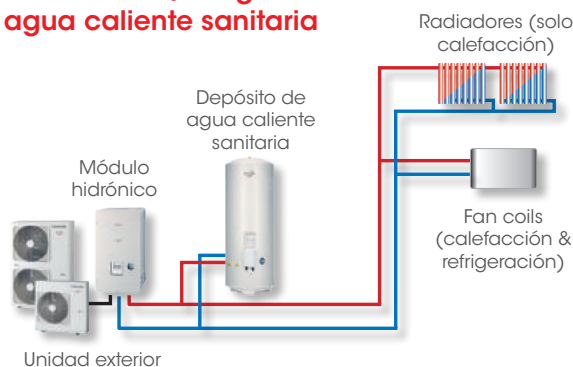 agua caliente sanitaria
Radiadores (solo
calefacción)
Depósito de
agua caliente
sanitaria
Módulo
hidrónico
Fan coils
(calefacción &
refrigeración)
Unidad exterior